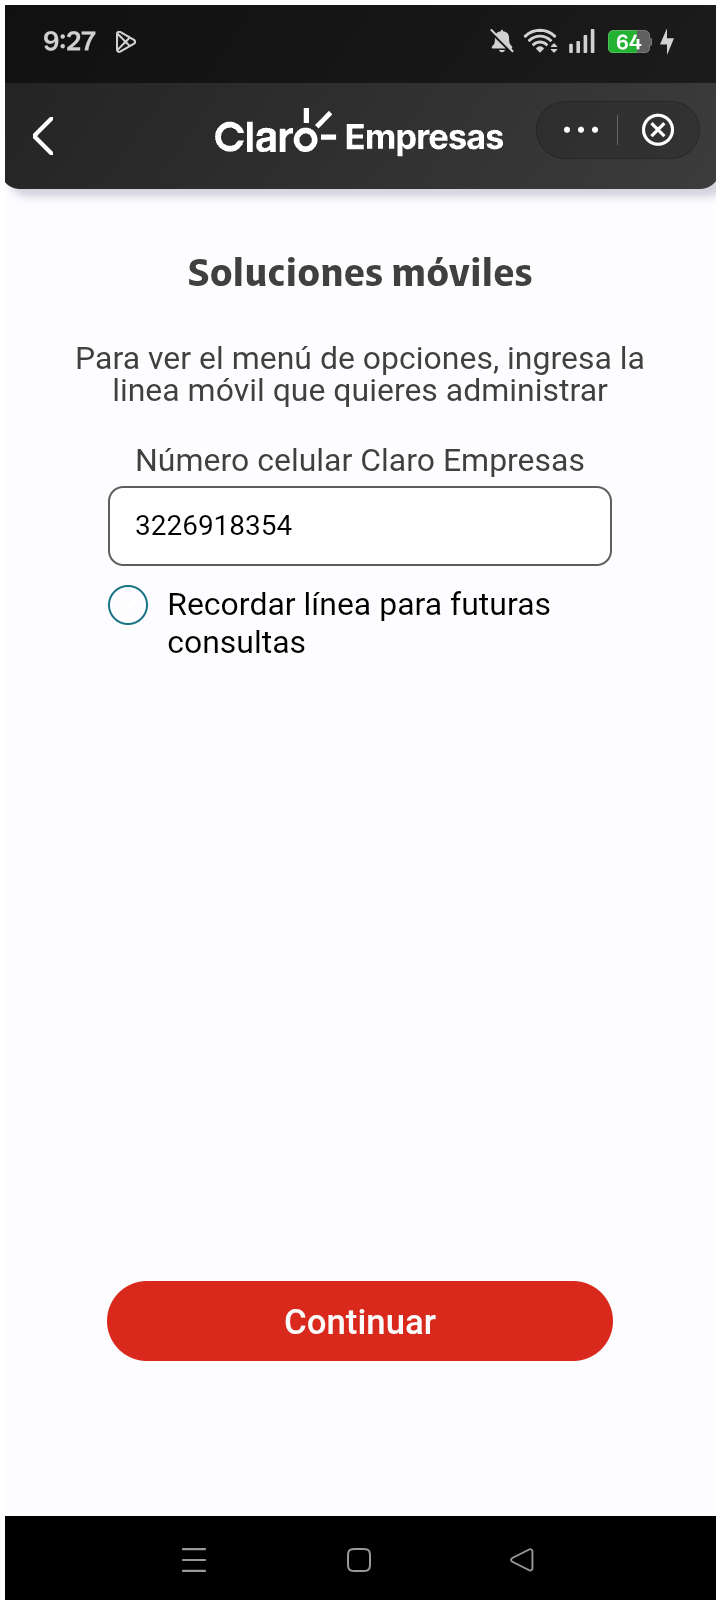 9:27
64
Claro Empresas
Soluciones móviles
Para ver el menú de opciones, ingresa la
linea móvil que quieres administrar
Número celular Claro Empresas
3226918354
Recordar línea para futuras
consultas
Continuar